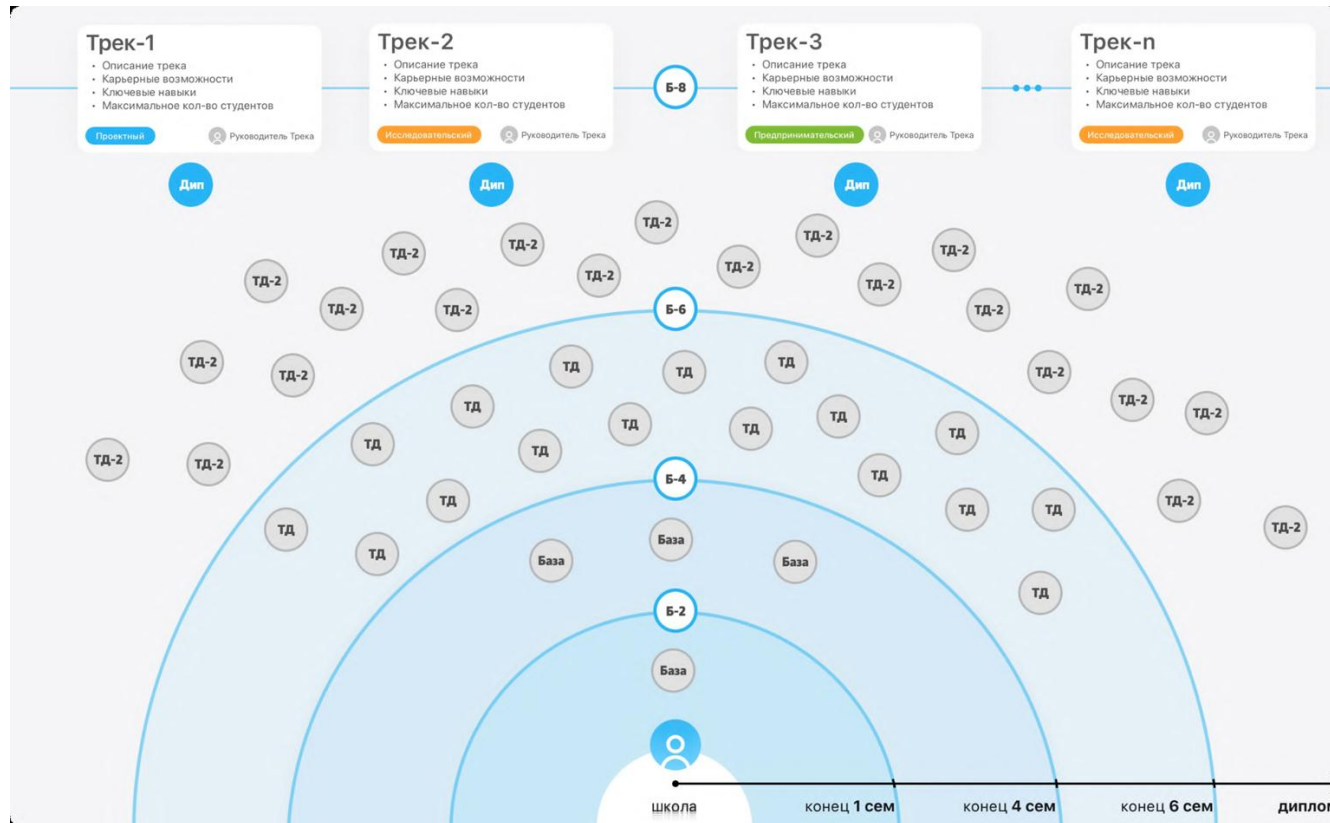 Трек-1
• Описание трека
• Карьерные возможности
• Ключевые навыки
• Максимальное кол-во студентов
Проектный
Руководитель Трека
Трек-2
• Описание трека
• Карьерные возможности
• Ключевые навыки
• Максимальное кол-во студентов
Исследовательский
Руководитель Трека
Б-8
Трек-3
• Описание трека
• Карьерные возможности
• Ключевые навыки
• Максимальное кол-во студентов
Предпринимательский
Руководитель Трека
Трек-n
• Описание трека
• Карьерные возможности
• Ключевые навыки
• Максимальное кол-во студентов
Исследовательский
Руководитель Трека
Дип
Дип
Дип
Дип
ТД-2
ТД-2
ТД-2
ТД-2
ТД-2
ТД-2
ТД-2
ТД-2
ТД-2
ТД-2
ТД-2
ТД-2
ТД-2
ТД-2
Б-6
ТД-2
ТД-2
ТД-2
ТД-2
ТД-2
ТД-2
ТД-2
ТД-2
ТД-2
ТД
ТД
ТД
ТД
ТД
ТД
ТД
ТД
ТД
ТД
ТД
ТД
ТД
Б-4
ТД
ТД
ТД
ТД
ТД
База
База
База
Б-2
База
школа
конец 1 сем
конец 4 сем
конец 6 сем
диплом